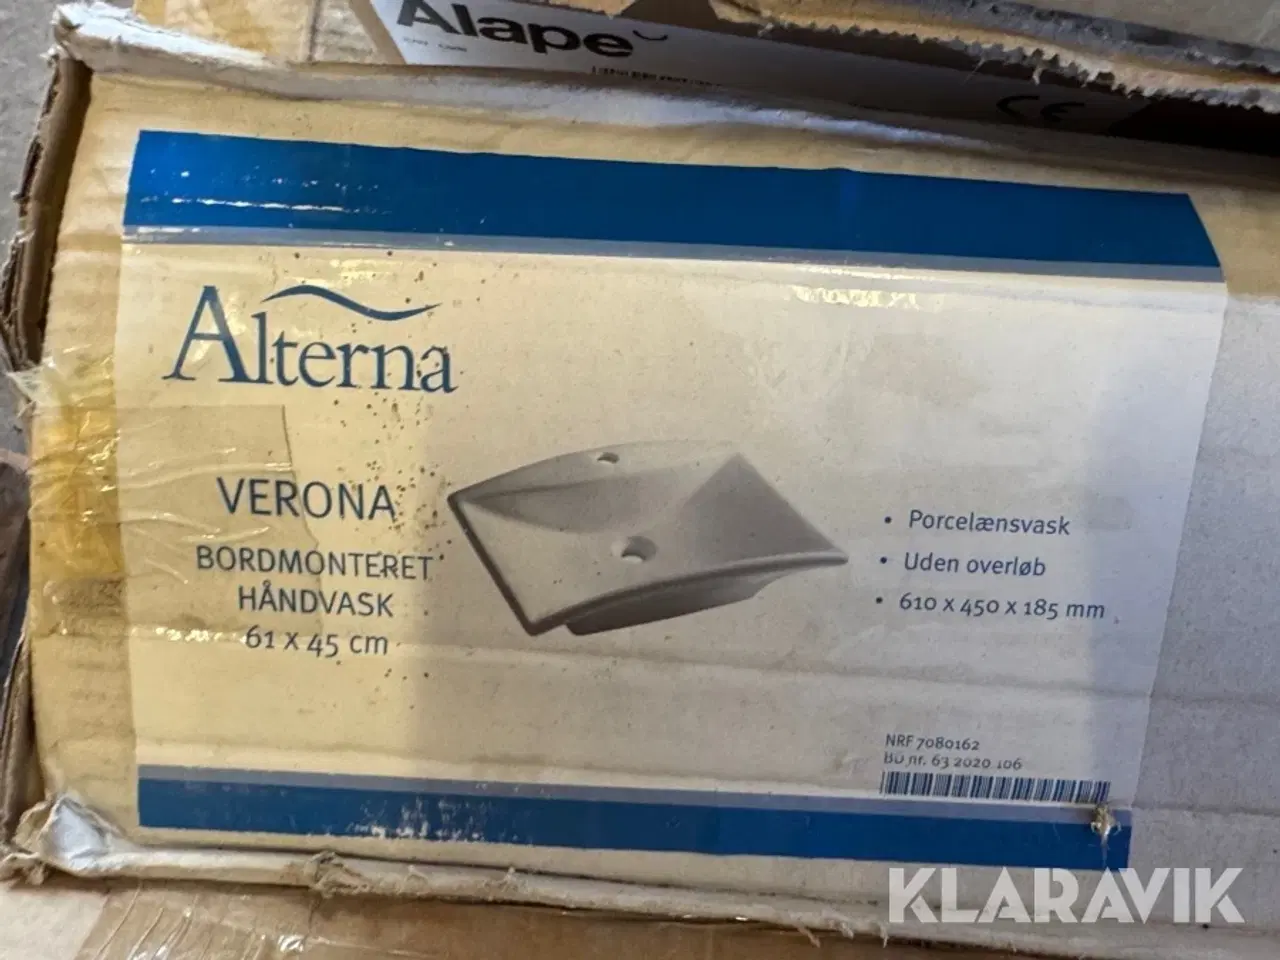 Alape
CE
Alterna
VERONA
BORDMONTERET
HÅNDVASK
61 x 45 cm
• Porcelænsvask
• Uden overløb
• 610 x 450 x 185 mm
NRF 7080162
BD nr. 63 2020 106
KLARAVIK